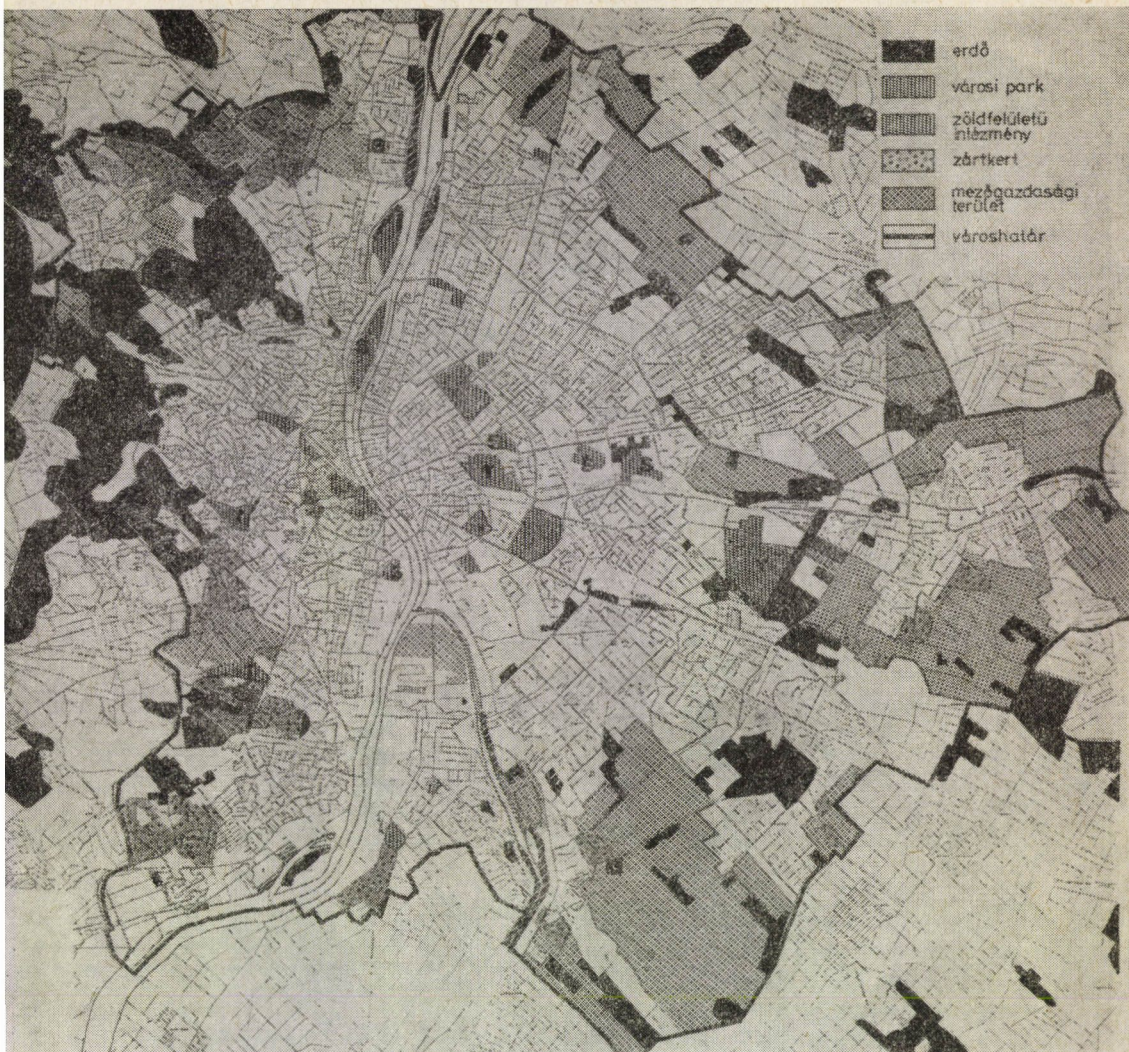 erdő
városi park
zöldfelületű
intézmény
zártkert
mezőgazdasági
terület
városhatár